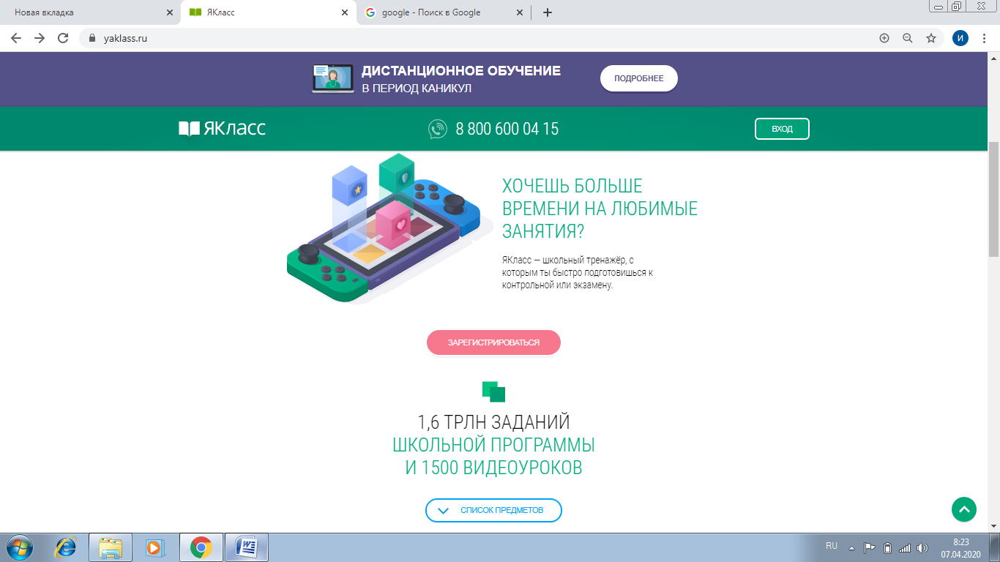 Новая вкладка
ЯКласс
google - Поиск в Google
yaklass.ru
И
ДИСТАНЦИОННОЕ ОБУЧЕНИЕ
В ПЕРИОД КАНИКУЛ
ПОДРОБНЕЕ
ЯКласс
8 800 600 04 15
ВХОД
ХОЧЕШЬ БОЛЬШЕ
ВРЕМЕНИ НА ЛЮБИМЫЕ
ЗАНЯТИЯ?
ЯКласс — школьный тренажёр, с
которым ты быстро подготовишься к
контрольной или экзамену.
ЗАРЕГИСТРИРОВАТЬСЯ
1,6 ТРЛН ЗАДАНИЙ
ШКОЛЬНОЙ ПРОГРАММЫ
И 1500 ВИДЕОУРОКОВ
СПИСОК ПРЕДМЕТОВ
RU
8:23
07.04.2020